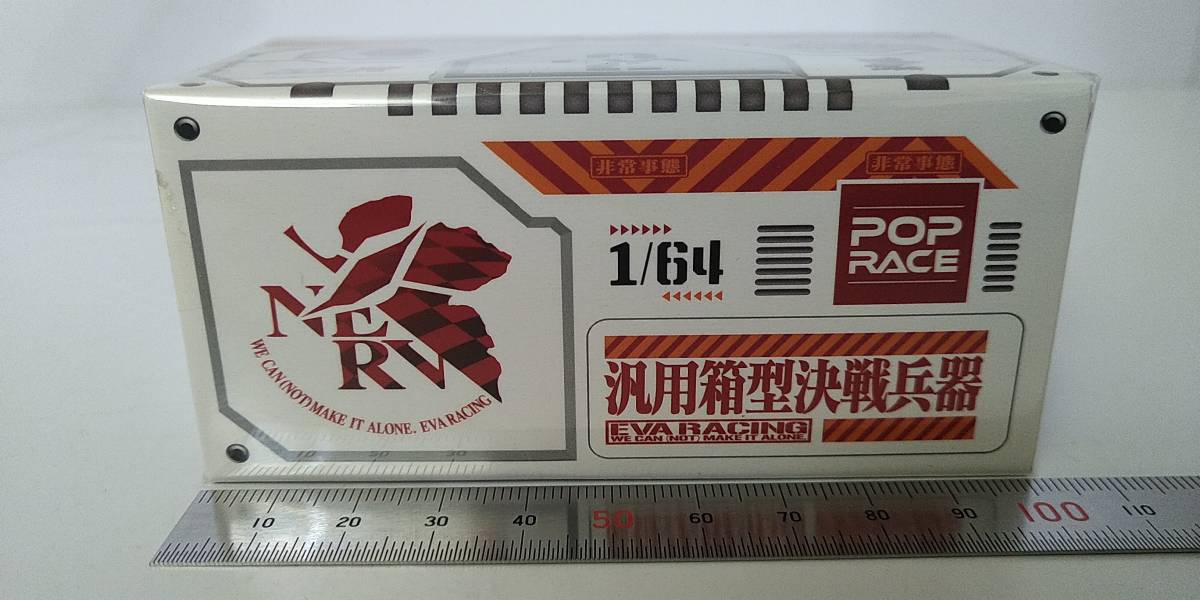 非常事態
非常事態
1/64
POP
RACE
NERV
WE CAN (NOT) MAKE IT ALONE. EVA RACING
汎用箱型決戦兵器
EVA RACING
WE CAN (NOT) MAKE IT ALONE.
10 20 30 40 50 60 70 80 90 100 110